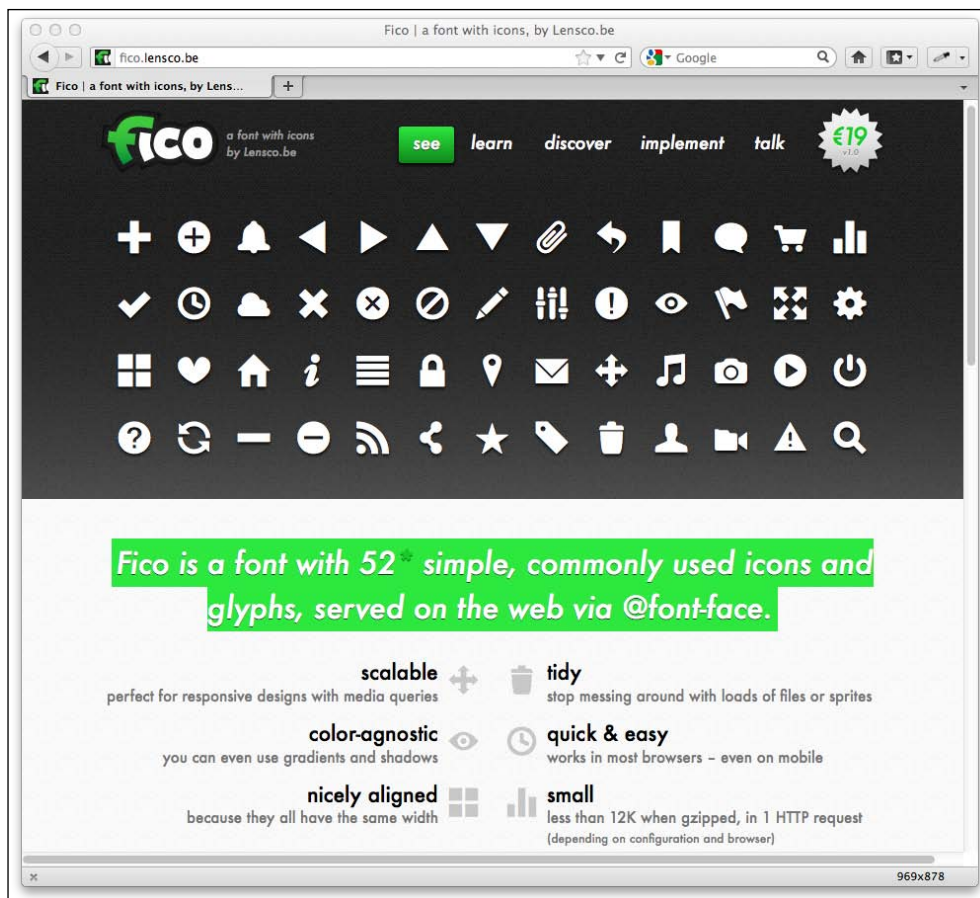 Fico | a font with icons, by Lensco.be
fico.lensco.be
Google
Fico | a font with icons, by Lens...
fico
a font with icons
by Lensco.be
see learn discover implement talk
€19
v1.0
Fico is a font with 52* simple, commonly used icons and
glyphs, served on the web via @font-face.
scalable
perfect for responsive designs with media queries
tidy
stop messing around with loads of files or sprites
color-agnostic
you can even use gradients and shadows
quick & easy
works in most browsers – even on mobile
nicely aligned
because they all have the same width
small
less than 12K when gzipped, in 1 HTTP request
(depending on configuration and browser)
969x878